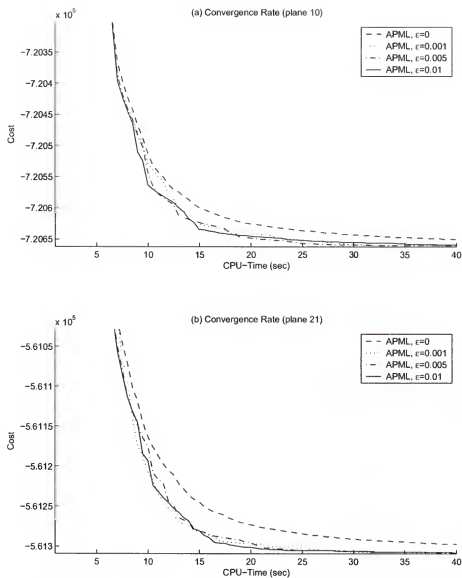 (a) Convergence Rate (plane 10)
x 10^5
APML, ε=0
APML, ε=0.001
APML, ε=0.005
APML, ε=0.01
-7.2035
-7.204
-7.2045
-7.205
-7.2055
-7.206
-7.2065
Cost
5 10 15 20 25 30 35 40
CPU-Time (sec)
(b) Convergence Rate (plane 21)
x 10^5
APML, ε=0
APML, ε=0.001
APML, ε=0.005
APML, ε=0.01
-5.6105
-5.611
-5.6115
-5.612
-5.6125
-5.613
Cost
5 10 15 20 25 30 35 40
CPU-Time (sec)